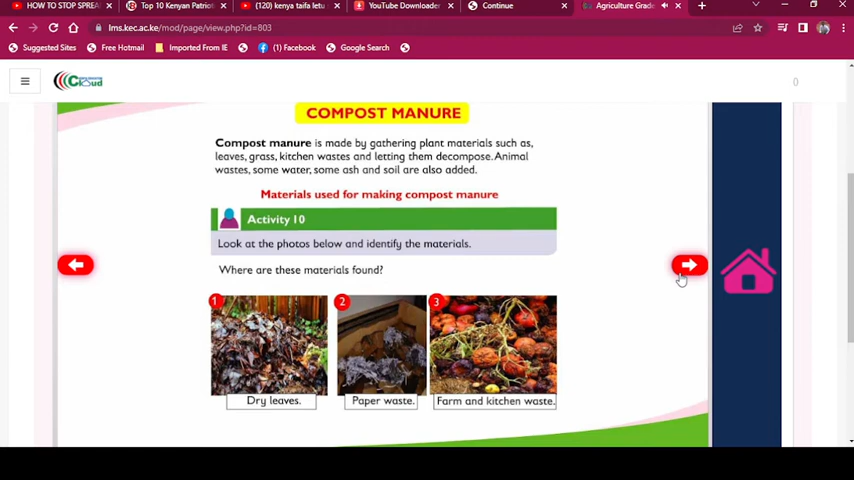 HOW TO STOP SPREA
Top 10 Kenyan Patriot
(120) kenya taifa letu
YouTube Downloader
Continue
Agriculture Grade
lms.kec.ac.ke/mod/page/view.php?id=803
Suggested Sites
Free Hotmail
Imported From IE
(1) Facebook
Google Search
Cloud
0
COMPOST MANURE
Compost manure is made by gathering plant materials such as,
leaves, grass, kitchen wastes and letting them decompose. Animal
wastes, some water, some ash and soil are also added.
Materials used for making compost manure
Activity 10
Look at the photos below and identify the materials.
Where are these materials found?
1
2
3
Dry leaves.
Paper waste.
Farm and kitchen waste.